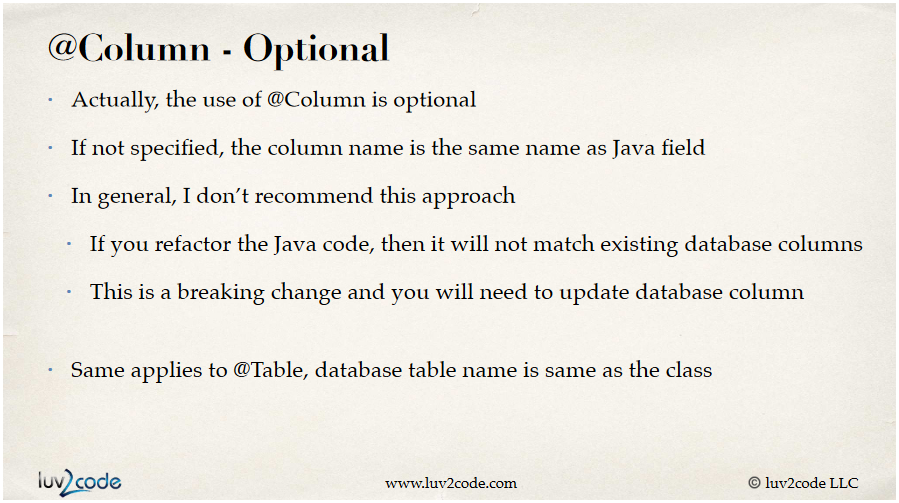 @Column - Optional
• Actually, the use of @Column is optional
• If not specified, the column name is the same name as Java field
• In general, I don’t recommend this approach
• If you refactor the Java code, then it will not match existing database columns
• This is a breaking change and you will need to update database column
• Same applies to @Table, database table name is same as the class
luv2code
www.luv2code.com
© luv2code LLC